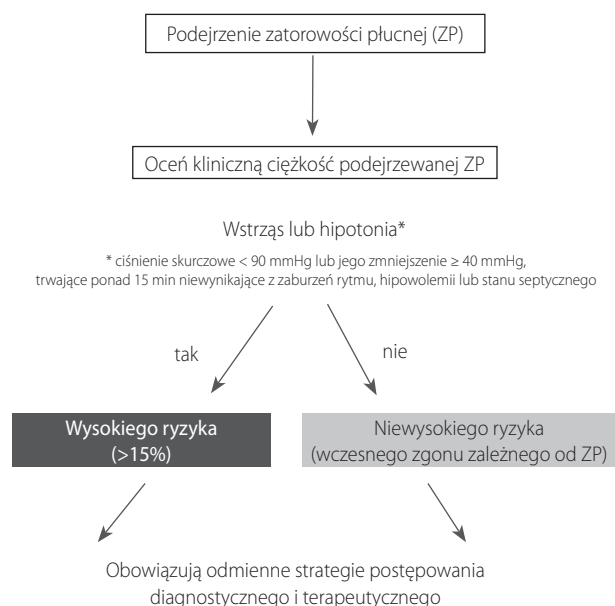 Podejrzenie zatorowości płucnej (ZP)
Oceń kliniczną ciężkość podejrzewanej ZP
Wstrząs lub hipotonia*
* ciśnienie skurczowe < 90 mmHg lub jego zmniejszenie ≥ 40 mmHg,
trwające ponad 15 min niewynikające z zaburzeń rytmu, hipowolemii lub stanu septycznego
tak
nie
Wysokiego ryzyka
(>15%)
Niewysokiego ryzyka
(wczesnego zgonu zależnego od ZP)
Obowiązują odmienne strategie postępowania
diagnostycznego i terapeutycznego